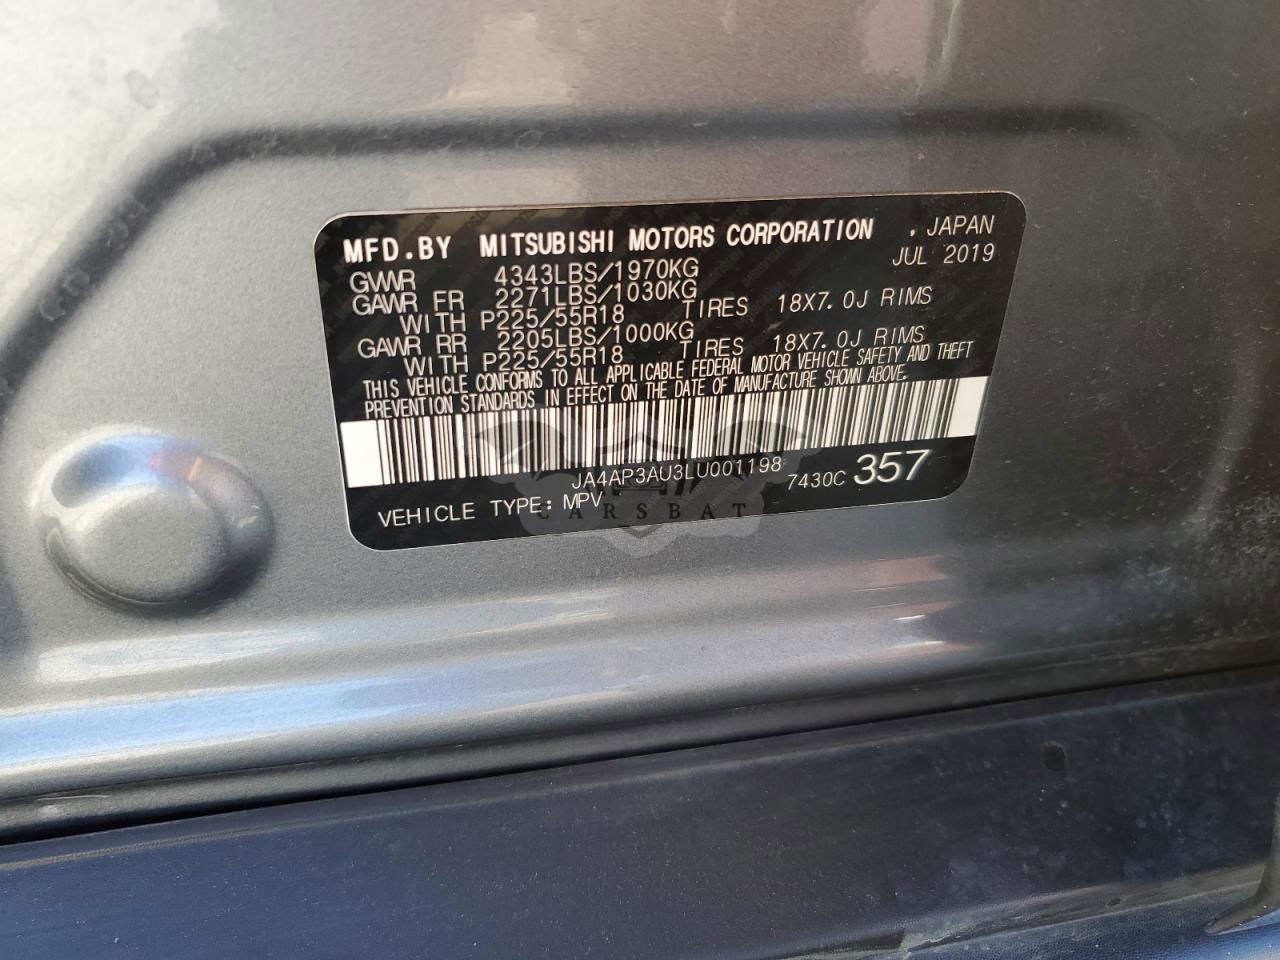 MFD.BY MITSUBISHI MOTORS CORPORATION , JAPAN
JUL 2019
GVWR 4343LBS/1970KG
GAWR FR 2271LBS/1030KG
WITH P225/55R18 TIRES 18X7.0J RIMS
GAWR RR 2205LBS/1000KG
WITH P225/55R18 TIRES 18X7.0J RIMS
THIS VEHICLE CONFORMS TO ALL APPLICABLE FEDERAL MOTOR VEHICLE SAFETY AND THEFT
PREVENTION STANDARDS IN EFFECT ON THE DATE OF MANUFACTURE SHOWN ABOVE.
JA4AP3AU3LU001198
7430C 357
VEHICLE TYPE: MPV
CARSBAT